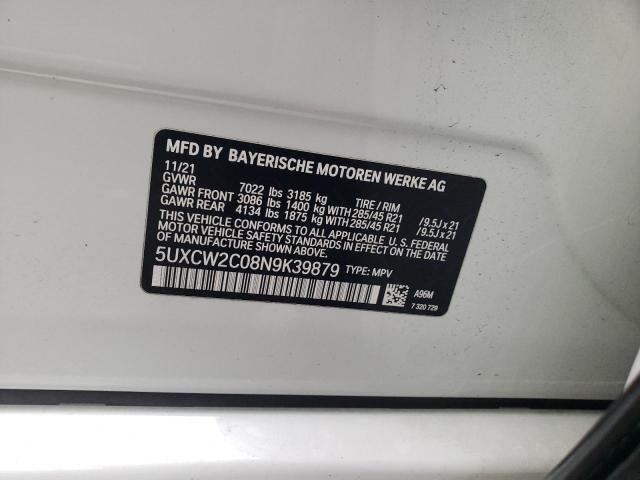 MFD BY BAYERISCHE MOTOREN WERKE AG
11/21
GVWR 7022 lbs 3185 kg TIRE / RIM
GAWR FRONT 3086 lbs 1400 kg WITH 285/45 R21 /9.5J x 21
GAWR REAR 4134 lbs 1875 kg WITH 285/45 R21 /9.5J x 21
THIS VEHICLE CONFORMS TO ALL APPLICABLE U. S. FEDERAL
MOTOR VEHICLE SAFETY STANDARDS IN EFFECT ON THE DATE
OF MANUFACTURE SHOWN ABOVE.
5UXCW2C08N9K39879 TYPE: MPV
A96M
7 320 729